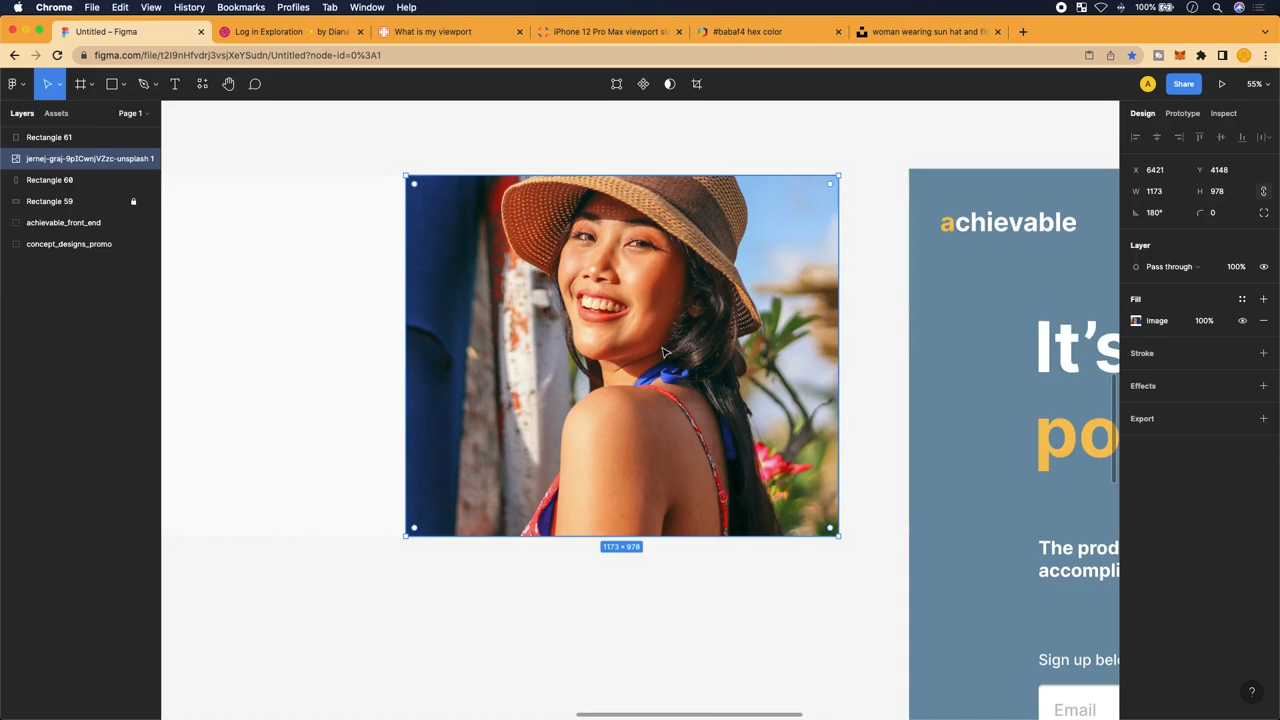 Chrome File Edit View History Bookmarks Profiles Tab Window Help 100%
Untitled – Figma
Log in Exploration by Diana
What is my viewport
iPhone 12 Pro Max viewport si
#babaf4 hex color
woman wearing sun hat and fl
figma.com/file/t2I9nHfvdrj3vsjXeYSudn/Untitled?node-id=0%3A1
A Share 55%
Layers Assets Page 1
Design Prototype Inspect
Rectangle 61
jernej-graj-9pICwnjVZzc-unsplash 1
Rectangle 60
Rectangle 59
achievable_front_end
concept_designs_promo
X 6421 Y 4148
W 1173 H 978
180° 0
Layer
Pass through 100%
Fill
Image 100%
Stroke
Effects
Export
1173 × 978
achievable
It's
po
The prod
accompli
Sign up belo
Email
?